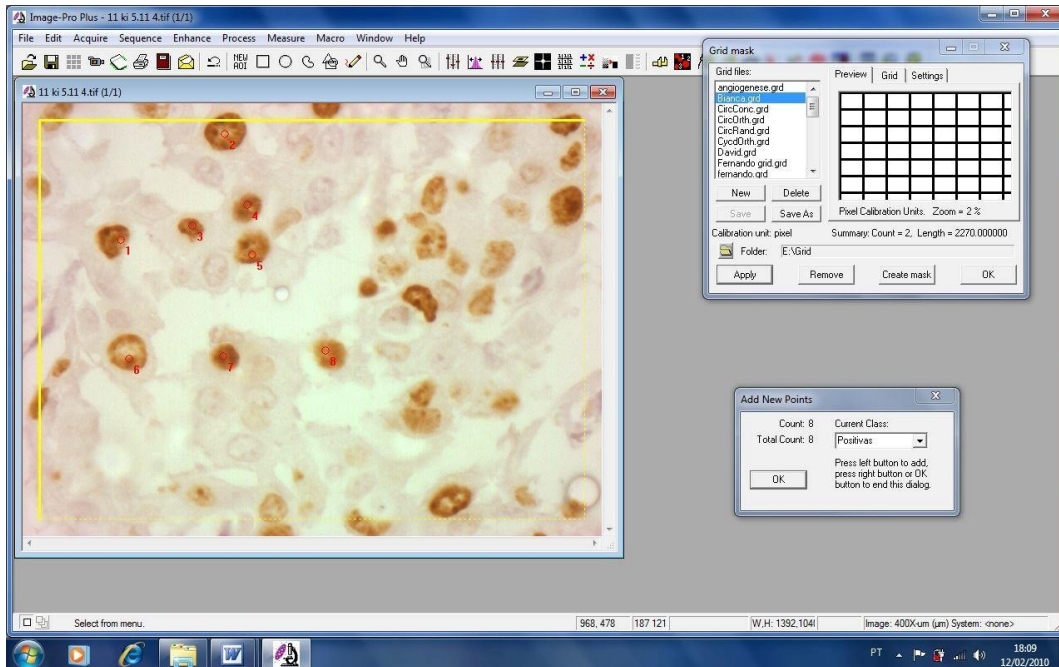 Image-Pro Plus - 11 ki 5.11 4.tif (1/1)
File Edit Acquire Sequence Enhance Process Measure Macro Window Help
NEW AOI
11 ki 5.11 4.tif (1/1)
2
4
3
1
5
6
7
8
Grid mask
Grid files:
angiogenese.grd
Bianca.grd
CircConc.grd
CircOrth.grd
CircRand.grd
CycdOrth.grd
David.grd
Fernando grid.grd
fernando.grd
Preview Grid Settings
New Delete
Save Save As
Pixel Calibration Units. Zoom = 2 %
Calibration unit: pixel Summary: Count = 2, Length = 2270.000000
Folder: E:\Grid
Apply Remove Create mask OK
Add New Points
Count: 8 Current Class:
Total Count: 8 Positivas
Press left button to add,
press right button or OK
button to end this dialog.
OK
Select from menu. 968, 478 187 121 W,H: 1392,104 Image: 400X-um (μm) System: <none>
PT 18:09
12/02/2010